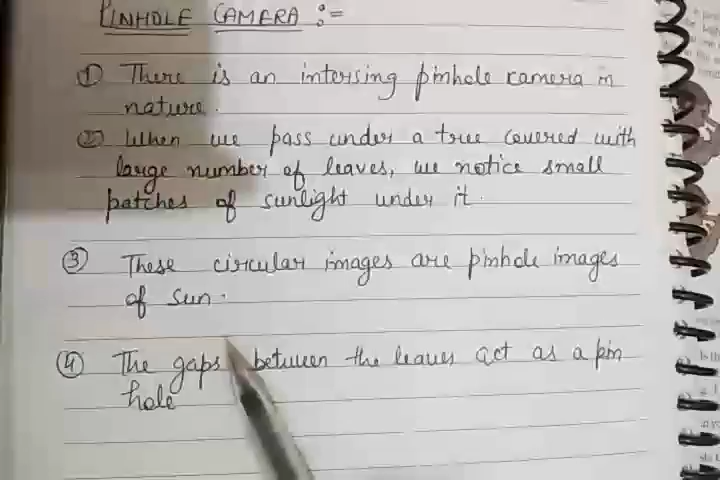 PINHOLE CAMERA :=
① There is an intersing pinhole camera in
nature.
② When we pass under a tree covered with
large number of leaves, we notice small
patches of sunlight under it.
③ These circular images are pinhole images
of sun.
④ The gaps between the leaves act as a pin
hole